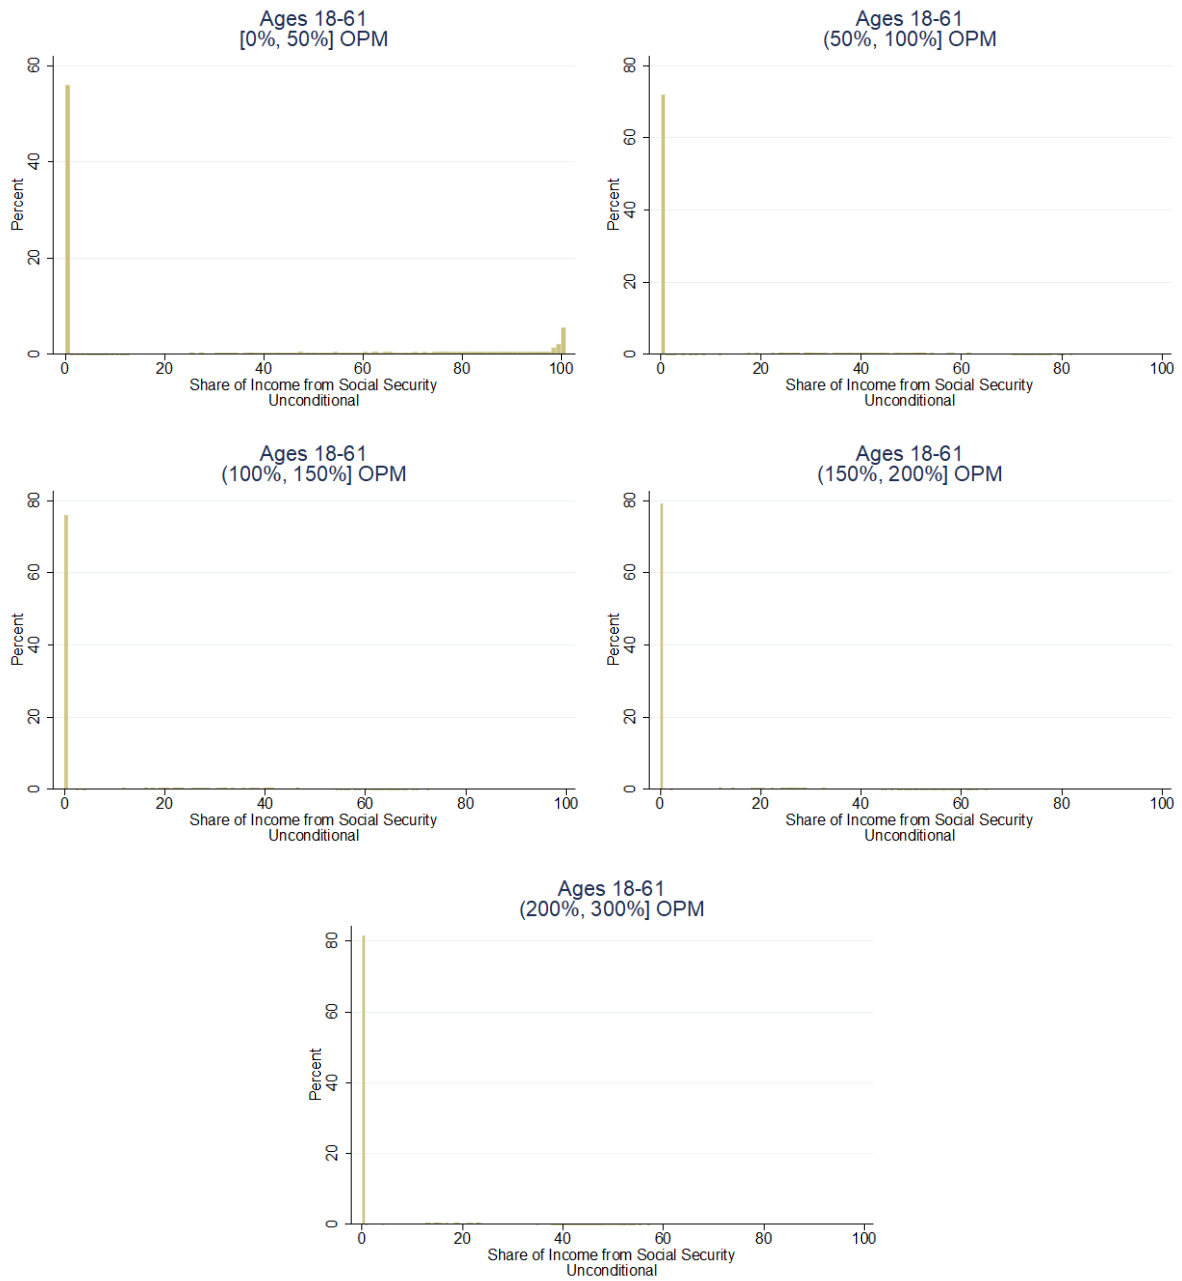 Ages 18-61
[0%, 50%] OPM
Percent
60
40
20
0
0 20 40 60 80 100
Share of Income from Social Security
Unconditional
Ages 18-61
(50%, 100%] OPM
Percent
80
60
40
20
0
0 20 40 60 80 100
Share of Income from Social Security
Unconditional
Ages 18-61
(100%, 150%] OPM
Percent
80
60
40
20
0
0 20 40 60 80 100
Share of Income from Social Security
Unconditional
Ages 18-61
(150%, 200%] OPM
Percent
80
60
40
20
0
0 20 40 60 80 100
Share of Income from Social Security
Unconditional
Ages 18-61
(200%, 300%] OPM
Percent
80
60
40
20
0
0 20 40 60 80 100
Share of Income from Social Security
Unconditional